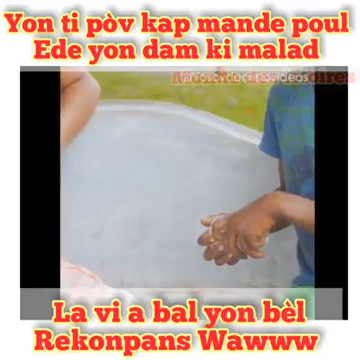 Yon ti pòv kap mande poul
Ede yon dam ki malad
La vi a bal yon bèl
Rekonpans Wawww